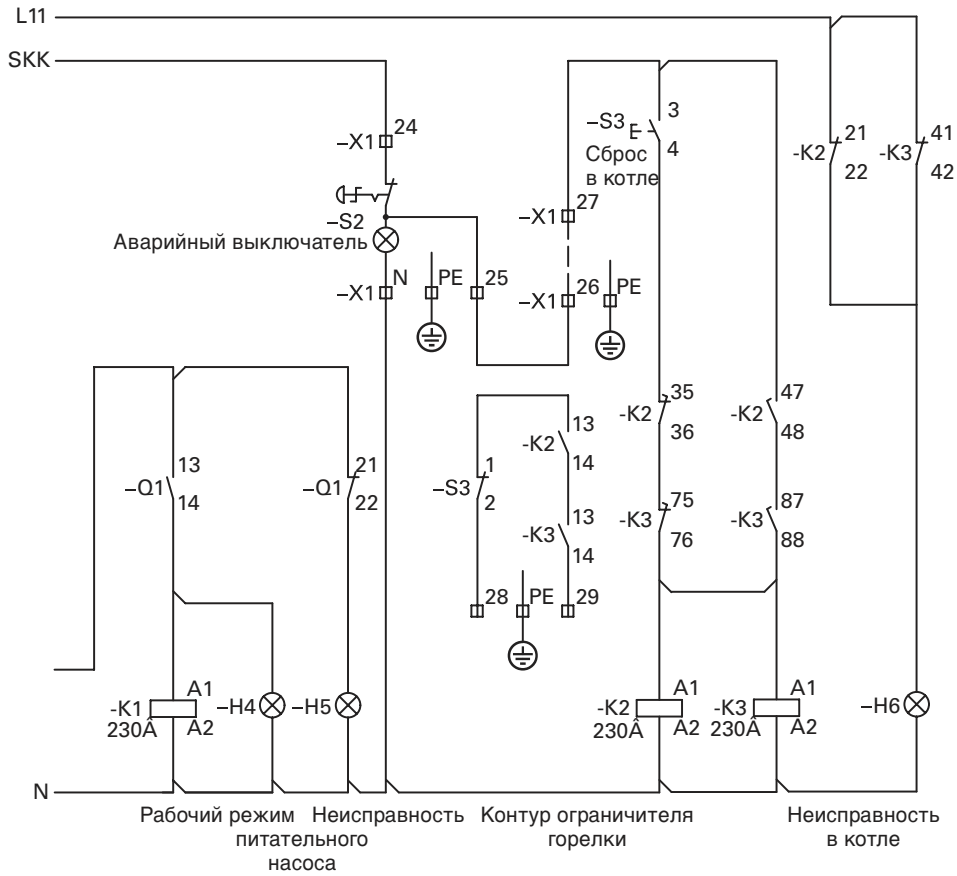 L11
SKK
–X1 24
–S2
Аварийный выключатель
–X1 N PE 25
–S3 3
4
Сброс
в котле
–X1 27
–X1 26 PE
-K2 21
22
-K3 41
42
–Q1 13
14
–Q1 21
22
–S3 1
2
-K2 13
14
–K3 13
14
28 PE 29
-K2 35
36
-K2 47
48
-K3 75
76
–K3 87
88
-K1 A1
230Â A2
–H4
–H5
-K2 A1
230Â A2
-K3 A1
230Â A2
–H6
N
Рабочий режим
питательного
насоса
Неисправность
Контур ограничителя
горелки
Неисправность
в котле